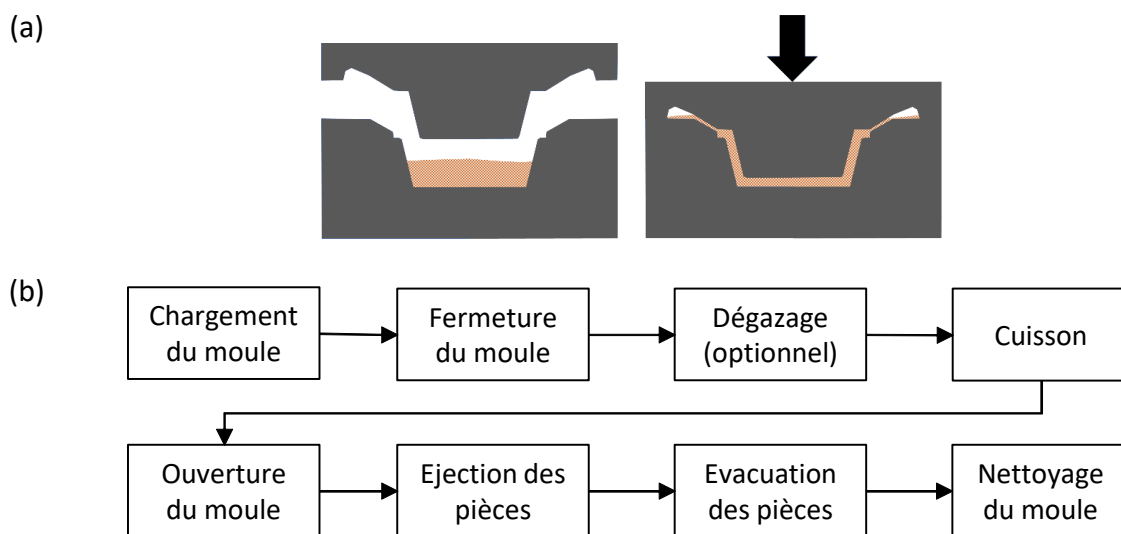 (a)
(b)
Chargement
du moule
Fermeture
du moule
Dégazage
(optionnel)
Cuisson
Ouverture
du moule
Ejection des
pièces
Evacuation
des pièces
Nettoyage
du moule